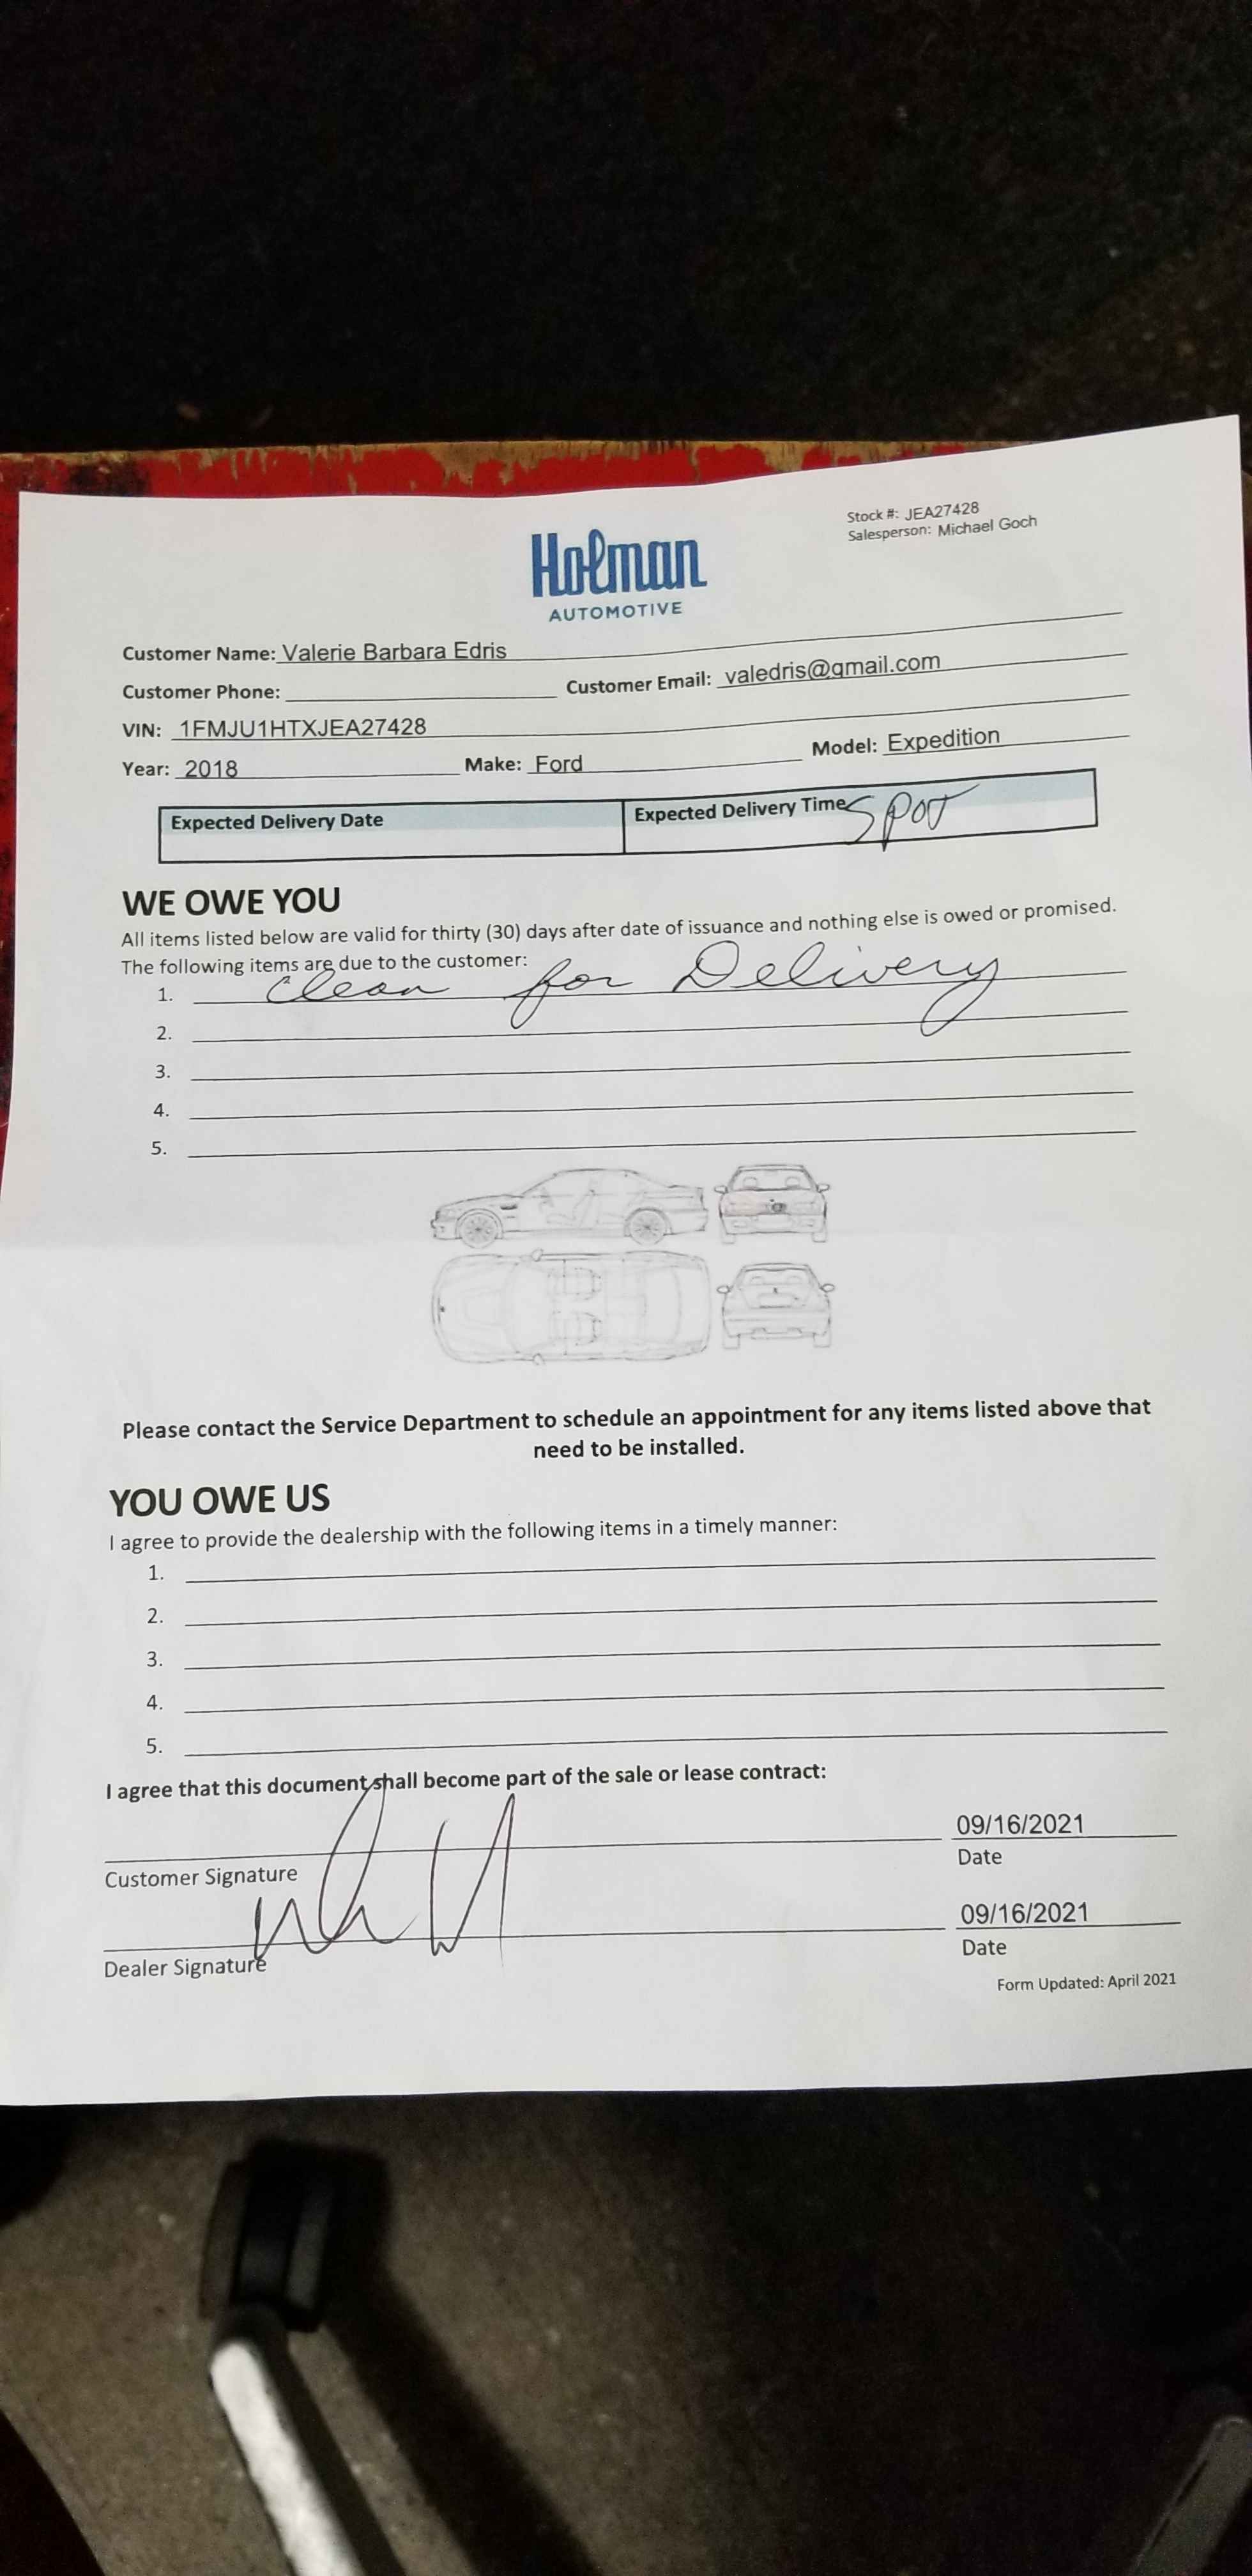 Stock #: JEA27428
Salesperson: Michael Goch
Holman
AUTOMOTIVE
Customer Name: Valerie Barbara Edris
Customer Phone: Customer Email: valedris@gmail.com
VIN: 1FMJU1HTXJEA27428
Year: 2018 Make: Ford Model: Expedition
Expected Delivery Date Expected Delivery Time SPOT
WE OWE YOU
All items listed below are valid for thirty (30) days after date of issuance and nothing else is owed or promised.
The following items are due to the customer:
1. Clean for Delivery
2.
3.
4.
5.
Please contact the Service Department to schedule an appointment for any items listed above that
need to be installed.
YOU OWE US
I agree to provide the dealership with the following items in a timely manner:
1.
2.
3.
4.
5.
I agree that this document shall become part of the sale or lease contract:
09/16/2021
Customer Signature Date
09/16/2021
Dealer Signature Date
Form Updated: April 2021